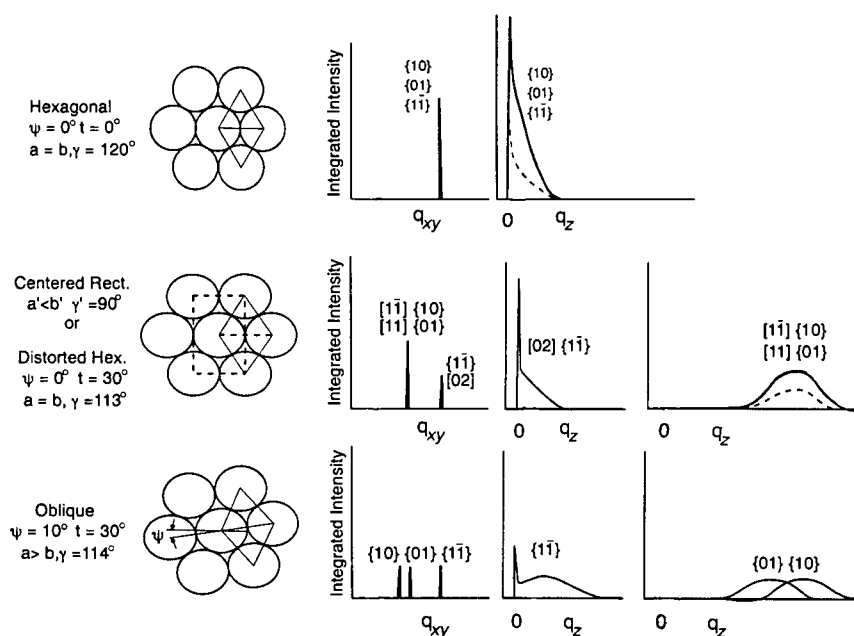 Hexagonal
ψ = 0° t = 0°
a = b, γ = 120°
Integrated Intensity
{10}
{01}
{11̄}
q_xy
{10}
{01}
{11̄}
0 q_z
Centered Rect.
a'<b' γ' = 90°
or
Distorted Hex.
ψ = 0° t = 30°
a = b, γ = 113°
Integrated Intensity
[11̄] {10}
[11] {01}
{11̄}
[02]
q_xy
[02] {11̄}
0 q_z
[11̄] {10}
[11] {01}
0 q_z
Oblique
ψ = 10° t = 30°
a > b, γ = 114°
ψ
Integrated Intensity
{10} {01} {11̄}
q_xy
{11̄}
0 q_z
{01} {10}
0 q_z